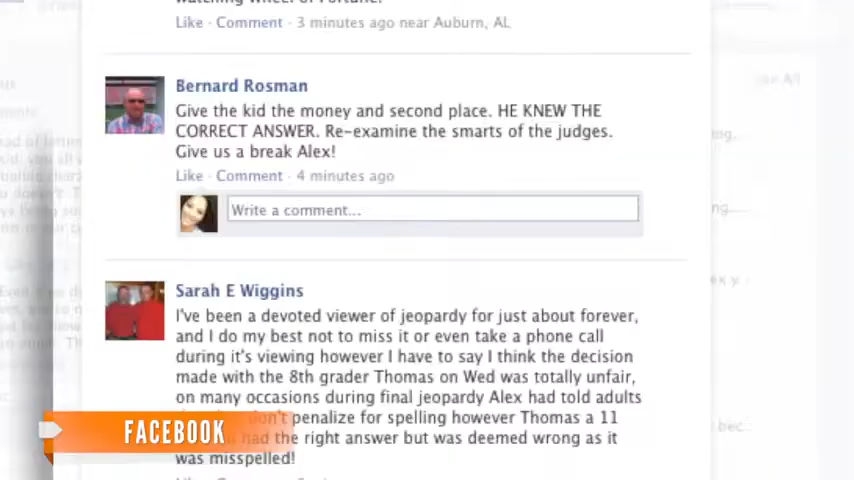 Like · Comment · 3 minutes ago near Auburn, AL
Bernard Rosman
Give the kid the money and second place. HE KNEW THE
CORRECT ANSWER. Re-examine the smarts of the judges.
Give us a break Alex!
Like · Comment · 4 minutes ago
Write a comment...
Sarah E Wiggins
I've been a devoted viewer of jeopardy for just about forever,
and I do my best not to miss it or even take a phone call
during it's viewing however I have to say I think the decision
made with the 8th grader Thomas on Wed was totally unfair,
on many occasions during final jeopardy Alex had told adults
don't penalize for spelling however Thomas a 11
had the right answer but was deemed wrong as it
was misspelled!
FACEBOOK